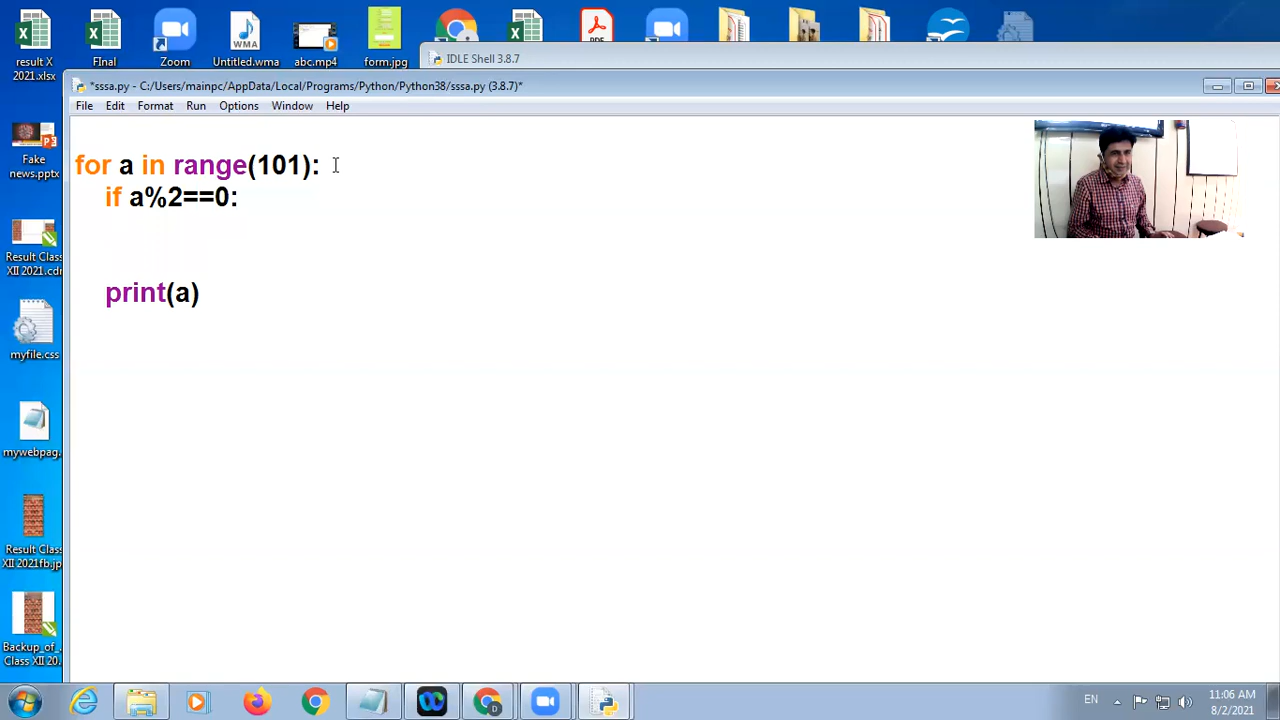 result X
2021.xlsx
FInal
Zoom
Untitled.wma
abc.mp4
form.jpg
WMA
PDF
IDLE Shell 3.8.7
*sssa.py - C:/Users/mainpc/AppData/Local/Programs/Python/Python38/sssa.py (3.8.7)*
File Edit Format Run Options Window Help
for a in range(101):
if a%2==0:
print(a)
Fake
news.pptx
Result Class
XII 2021.cdr
myfile.css
mywebpag.
Result Class
XII 2021fb.jp
Backup_of_
Class XII 20.
EN
11:06 AM
8/2/2021